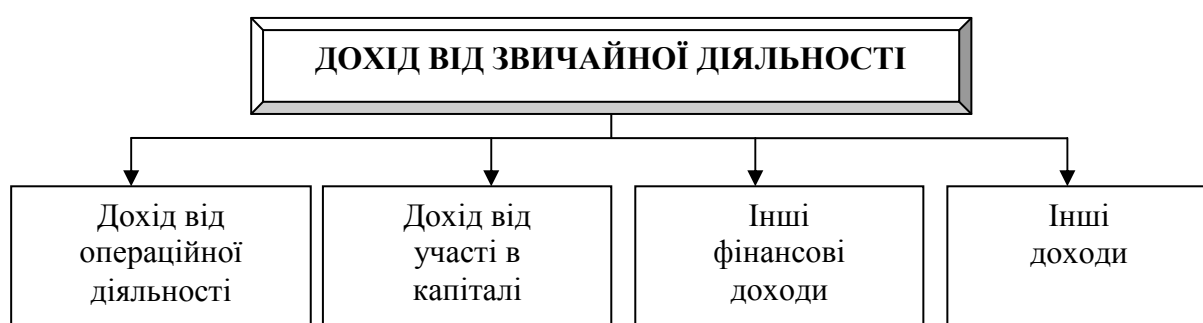 ДОХІД ВІД ЗВИЧАЙНОЇ ДІЯЛЬНОСТІ
Дохід від
операційної
діяльності
Дохід від
участі в
капіталі
Інші
фінансові
доходи
Інші
доходи